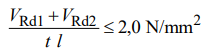 V_Rd1 + V_Rd2
t l
≤ 2,0 N/mm²